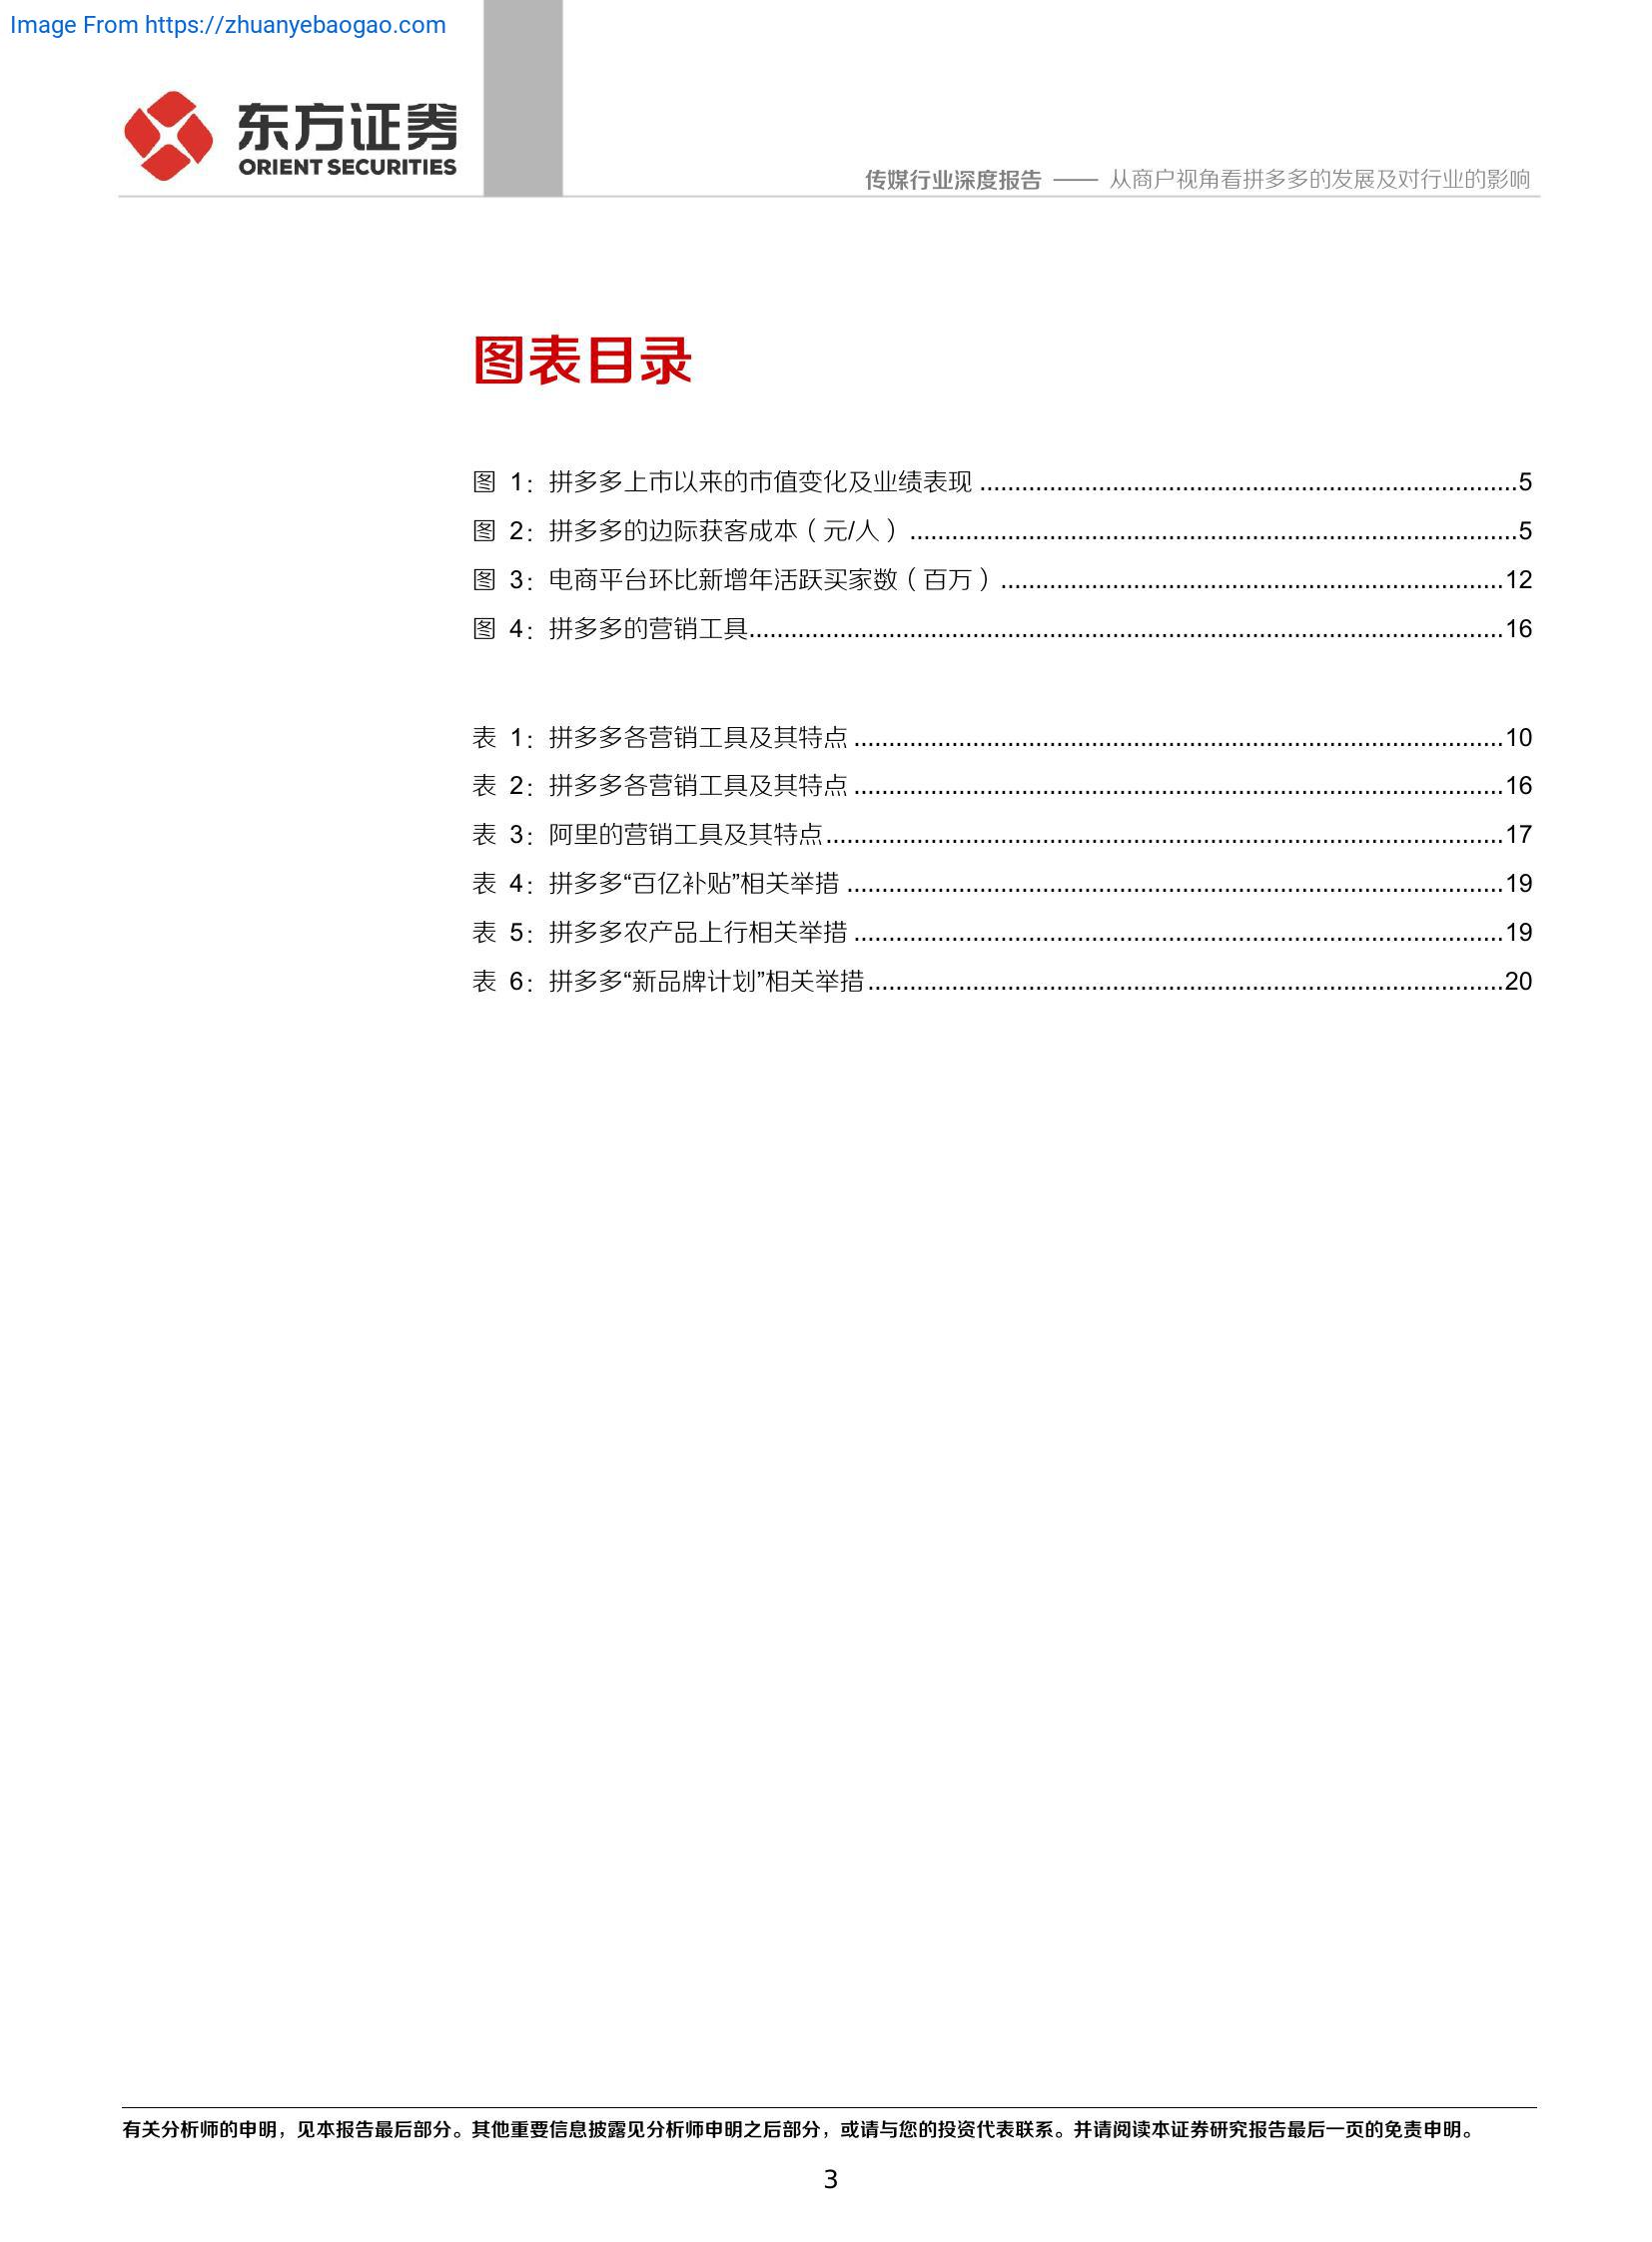 Image From https://zhuanyebaogao.com
东方证券
ORIENT SECURITIES
传媒行业深度报告 —— 从商户视角看拼多多的发展及对行业的影响
图表目录
图 1：拼多多上市以来的市值变化及业绩表现 ........................................................................5
图 2：拼多多的边际获客成本（元/人） ..................................................................................5
图 3：电商平台环比新增年活跃买家数（百万） ....................................................................12
图 4：拼多多的营销工具......................................................................................................16
表 1：拼多多各营销工具及其特点 ........................................................................................10
表 2：拼多多各营销工具及其特点 ........................................................................................16
表 3：阿里的营销工具及其特点............................................................................................17
表 4：拼多多“百亿补贴”相关举措 .........................................................................................19
表 5：拼多多农产品上行相关举措 ........................................................................................19
表 6：拼多多“新品牌计划”相关举措......................................................................................20
有关分析师的申明，见本报告最后部分。其他重要信息披露见分析师申明之后部分，或请与您的投资代表联系。并请阅读本证券研究报告最后一页的免责申明。
3